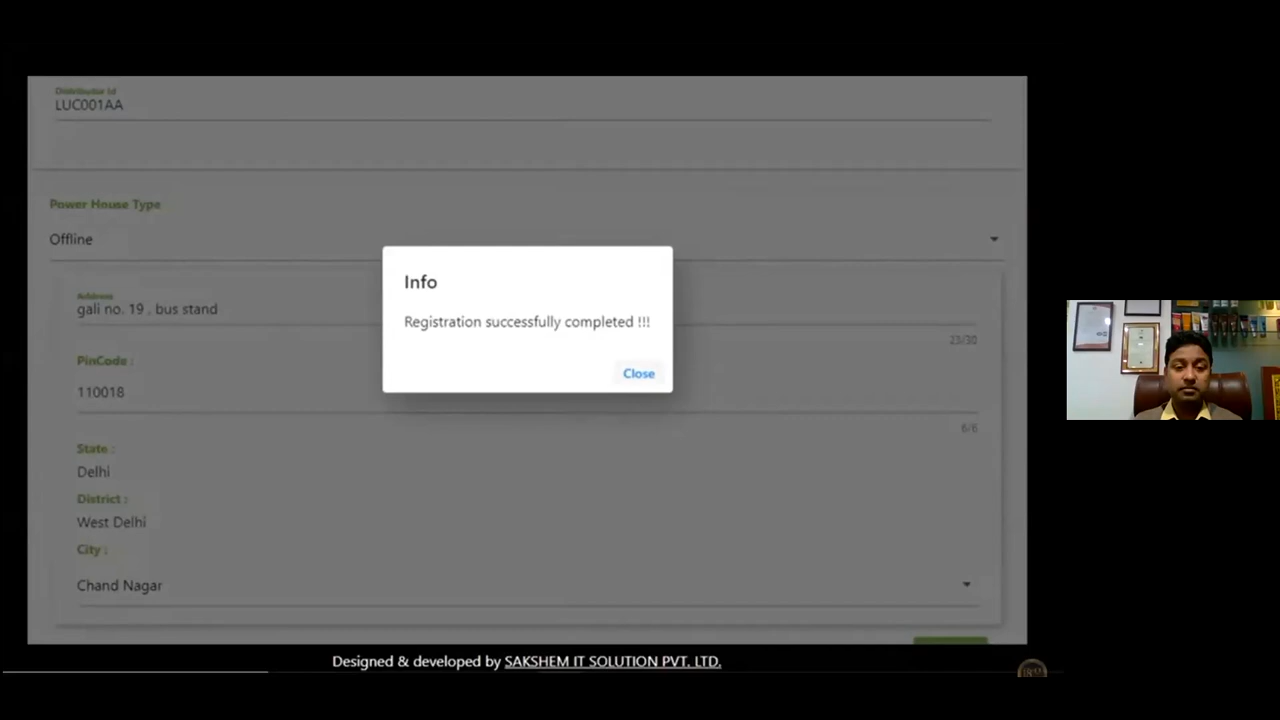 Distributor Id
LUC001AA
Power House Type
Offline
Info
Registration successfully completed !!!
Close
Address
gali no. 19 , bus stand
23/30
PinCode :
110018
6/6
State :
Delhi
District :
West Delhi
City :
Chand Nagar
Designed & developed by SAKSHEM IT SOLUTION PVT. LTD.